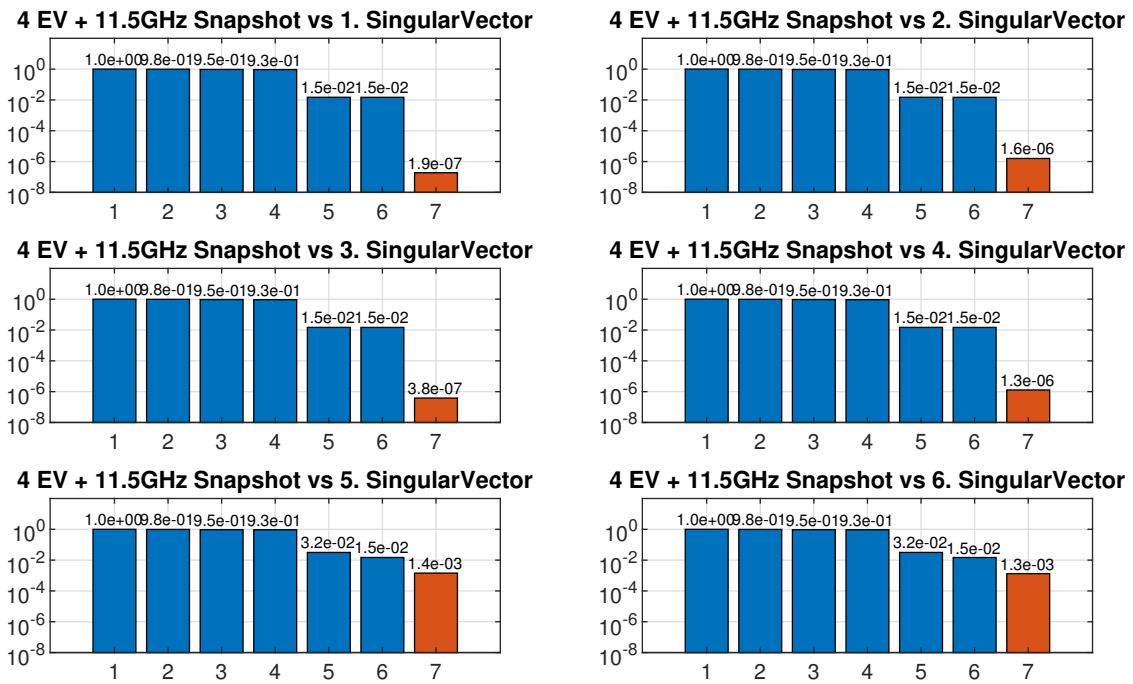 4 EV + 11.5GHz Snapshot vs 1. SingularVector
1.0e+00 9.8e-01 9.5e-01 9.3e-01
1.5e-02 1.5e-02
1.9e-07
10^0
10^-2
10^-4
10^-6
10^-8
1 2 3 4 5 6 7
4 EV + 11.5GHz Snapshot vs 2. SingularVector
1.0e+00 9.8e-01 9.5e-01 9.3e-01
1.5e-02 1.5e-02
1.6e-06
10^0
10^-2
10^-4
10^-6
10^-8
1 2 3 4 5 6 7
4 EV + 11.5GHz Snapshot vs 3. SingularVector
1.0e+00 9.8e-01 9.5e-01 9.3e-01
1.5e-02 1.5e-02
3.8e-07
10^0
10^-2
10^-4
10^-6
10^-8
1 2 3 4 5 6 7
4 EV + 11.5GHz Snapshot vs 4. SingularVector
1.0e+00 9.8e-01 9.5e-01 9.3e-01
1.5e-02 1.5e-02
1.3e-06
10^0
10^-2
10^-4
10^-6
10^-8
1 2 3 4 5 6 7
4 EV + 11.5GHz Snapshot vs 5. SingularVector
1.0e+00 9.8e-01 9.5e-01 9.3e-01
3.2e-02 1.5e-02
1.4e-03
10^0
10^-2
10^-4
10^-6
10^-8
1 2 3 4 5 6 7
4 EV + 11.5GHz Snapshot vs 6. SingularVector
1.0e+00 9.8e-01 9.5e-01 9.3e-01
3.2e-02 1.5e-02
1.3e-03
10^0
10^-2
10^-4
10^-6
10^-8
1 2 3 4 5 6 7